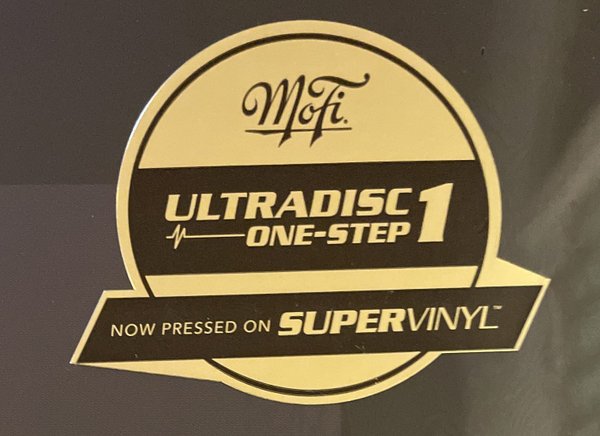 MoFi.
ULTRADISC 1
ONE-STEP
NOW PRESSED ON SUPERVINYL™